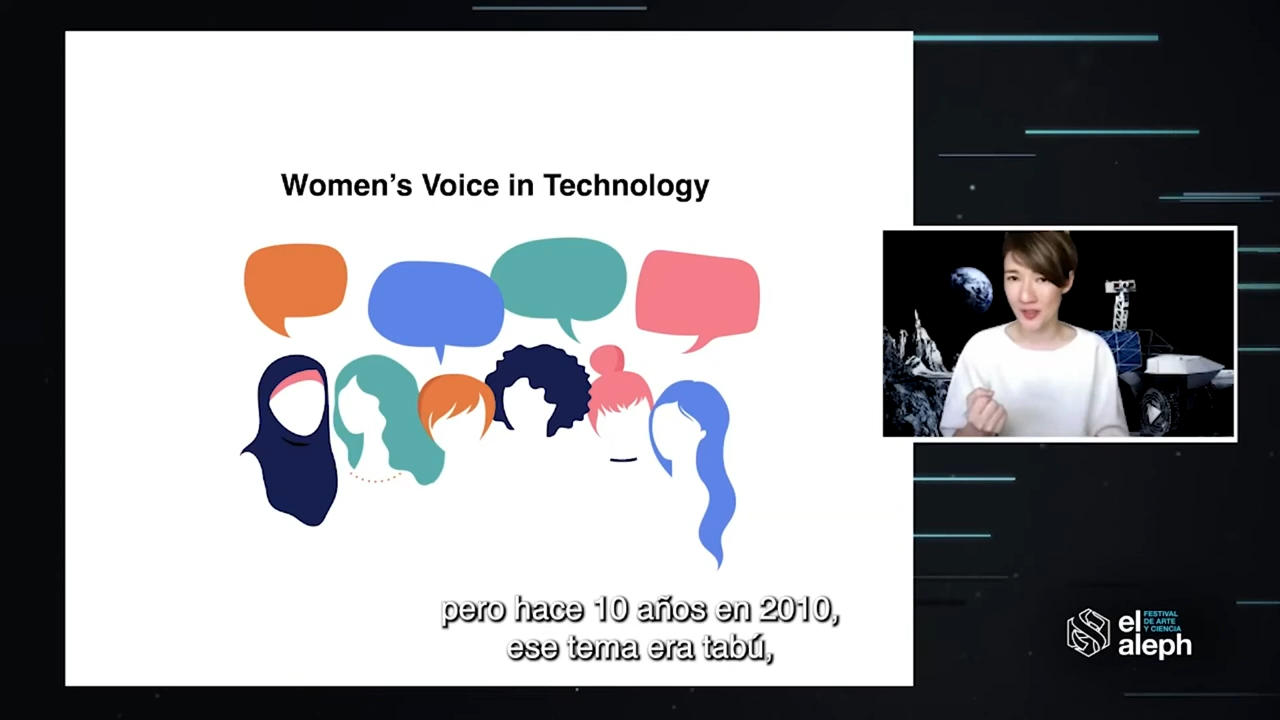 Women’s Voice in Technology
pero hace 10 años en 2010,
ese tema era tabú,
el aleph
FESTIVAL
DE ARTE
Y CIENCIA